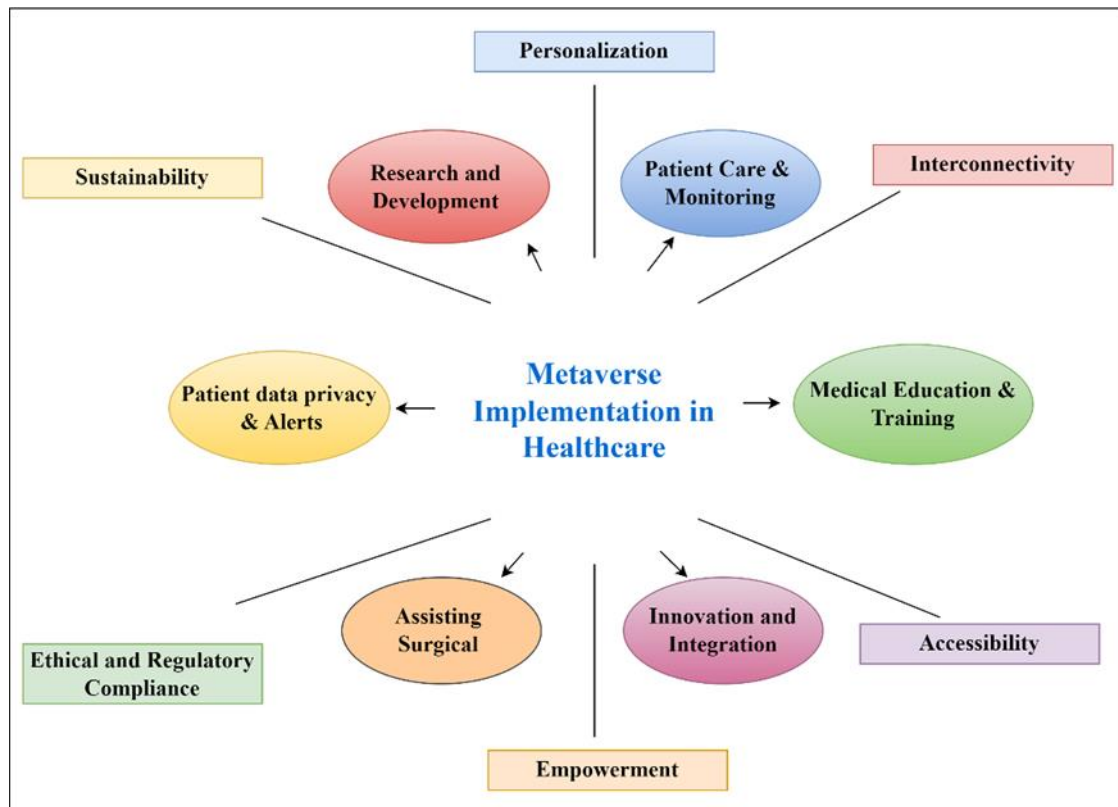 Personalization
Sustainability
Research and
Development
Patient Care &
Monitoring
Interconnectivity
Patient data privacy
& Alerts
Metaverse
Implementation in
Healthcare
Medical Education &
Training
Ethical and Regulatory
Compliance
Assisting
Surgical
Innovation and
Integration
Accessibility
Empowerment